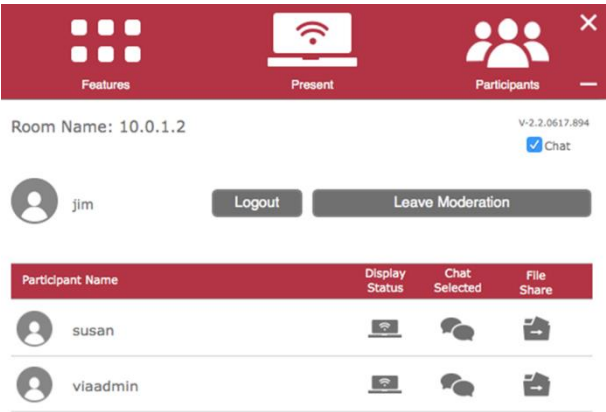 Features Present Participants
Room Name: 10.0.1.2
V-2.2.0617.894
Chat
jim Logout Leave Moderation
Participant Name Display Status Chat Selected File Share
susan
viaadmin